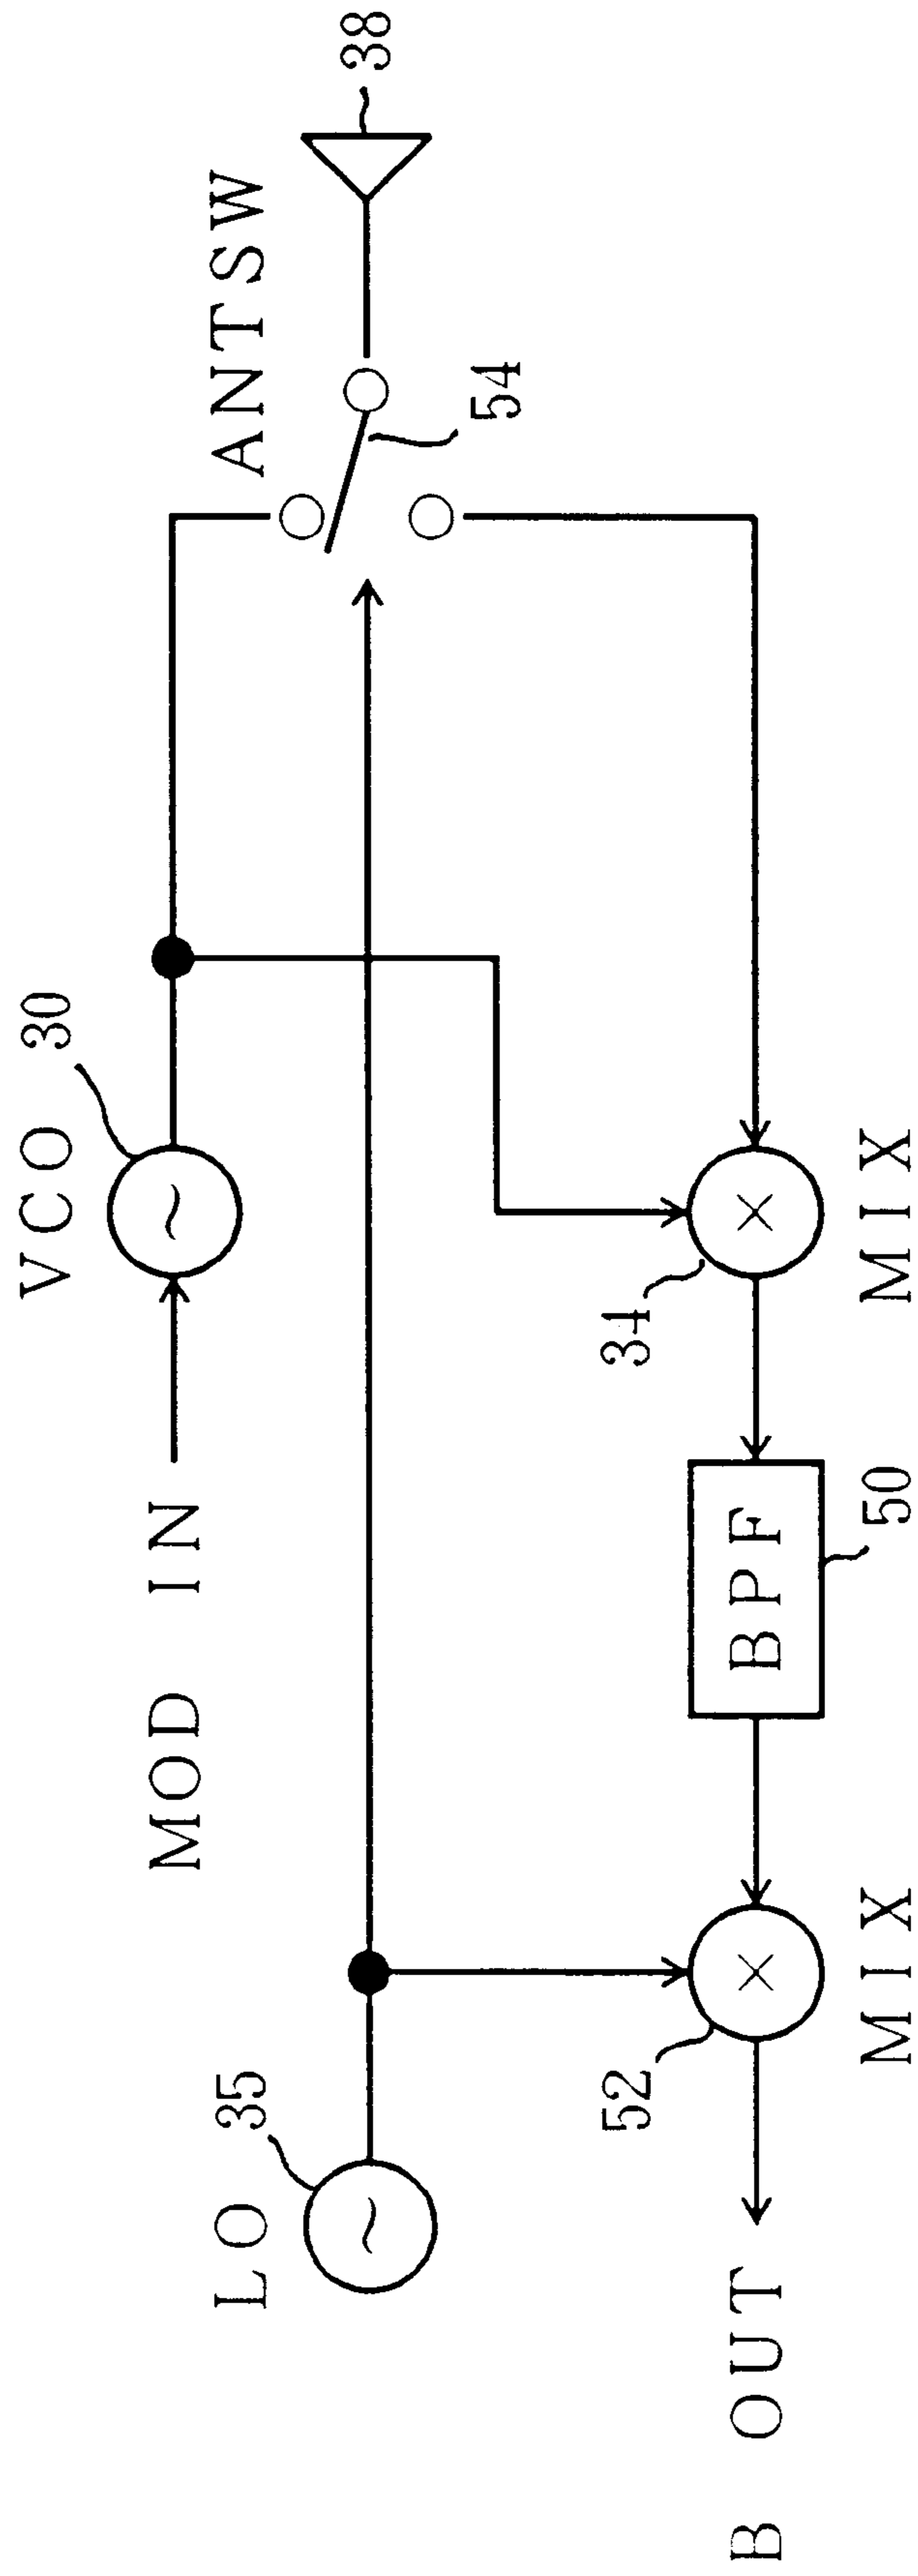 VCO 30
MOD IN
ANTSW
38
54
LO 35
34
MIX
BPF
50
52
MIX
B OUT